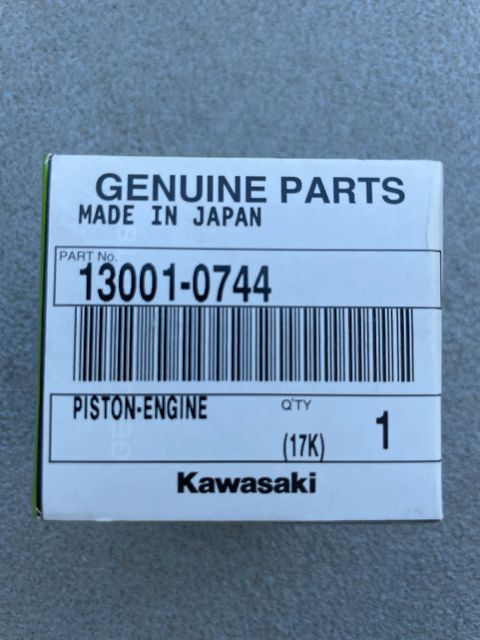 GENUINE PARTS
MADE IN JAPAN
PART No.
13001-0744
PISTON-ENGINE
Q'TY
(17K)
1
Kawasaki